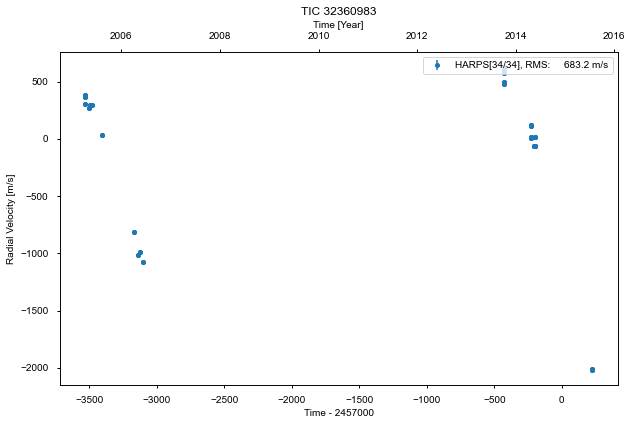 TIC 32360983
Time [Year]
2006 2008 2010 2012 2014 2016
HARPS[34/34], RMS: 683.2 m/s
Radial Velocity [m/s]
500
0
−500
−1000
−1500
−2000
−3500 −3000 −2500 −2000 −1500 −1000 −500 0
Time - 2457000